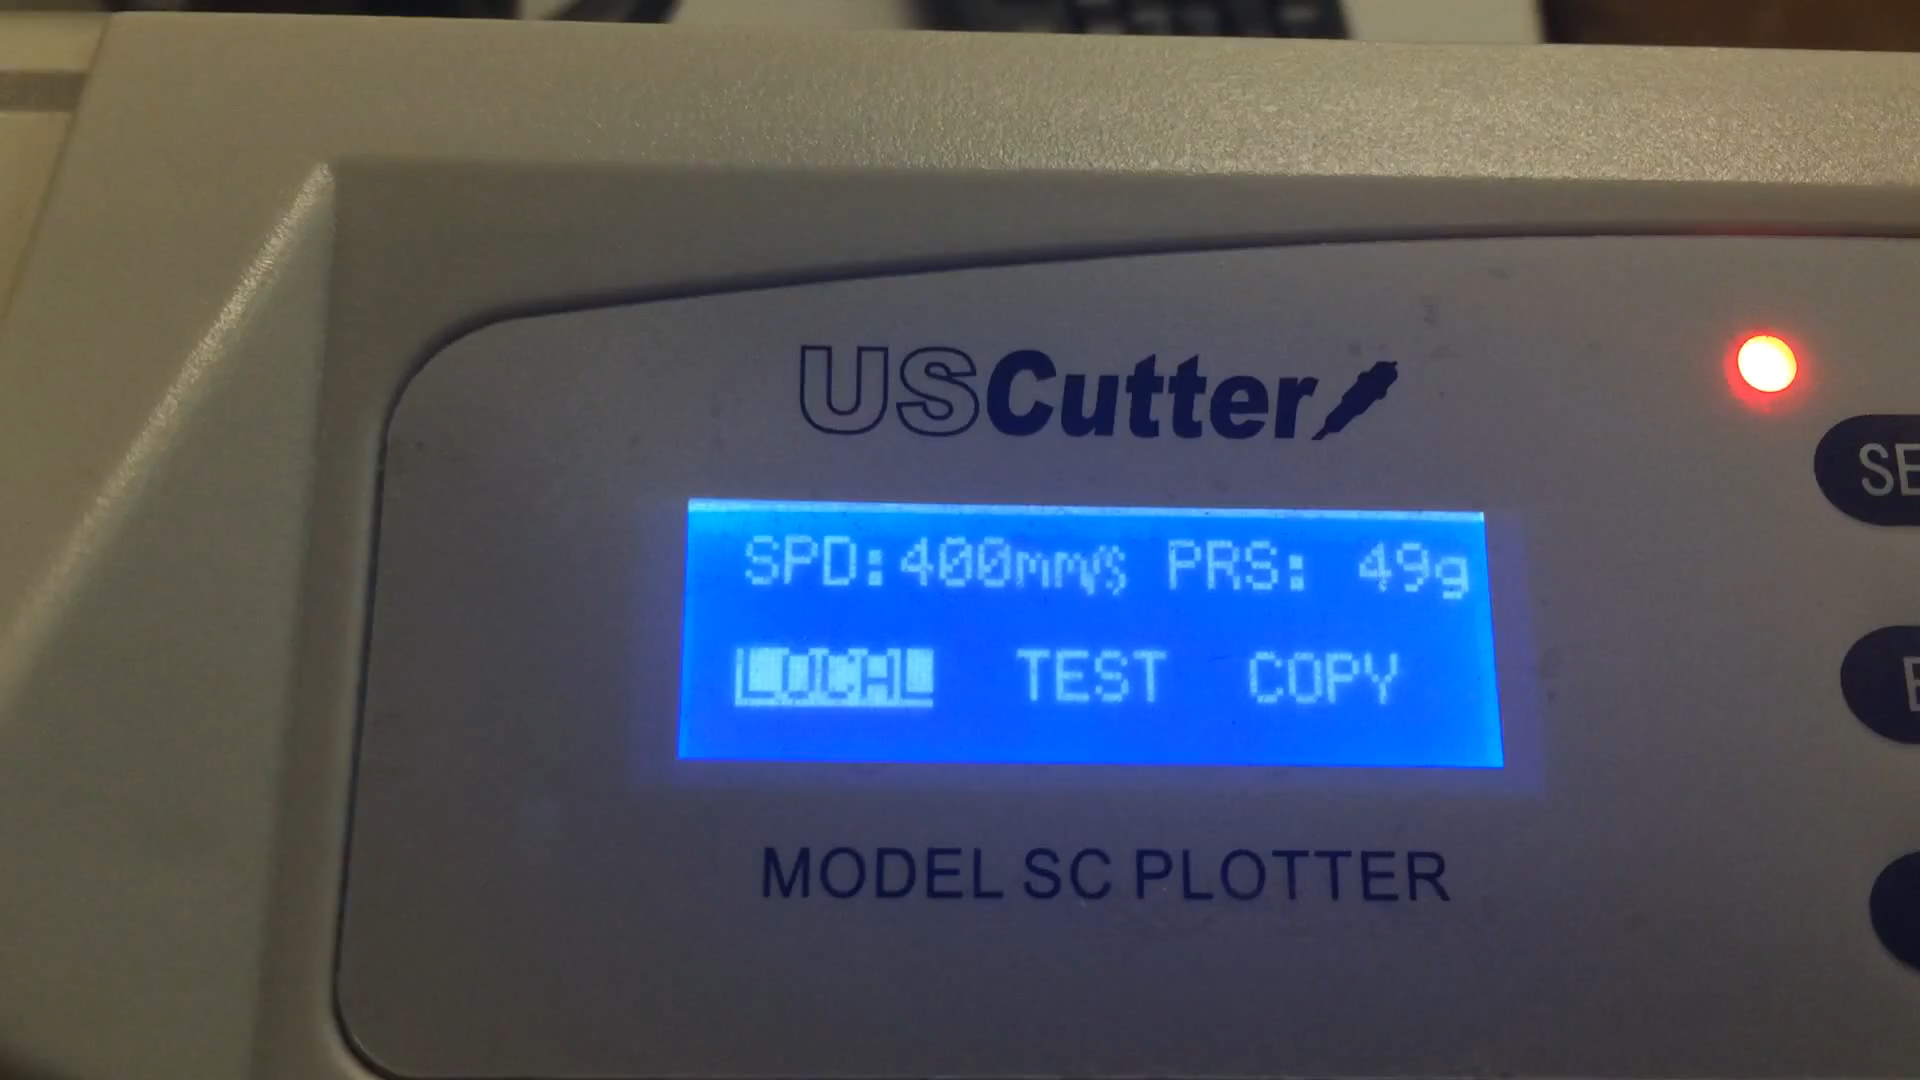 USCutter
SPD:400mm/s PRS: 49g
LOCAL TEST COPY
MODEL SC PLOTTER